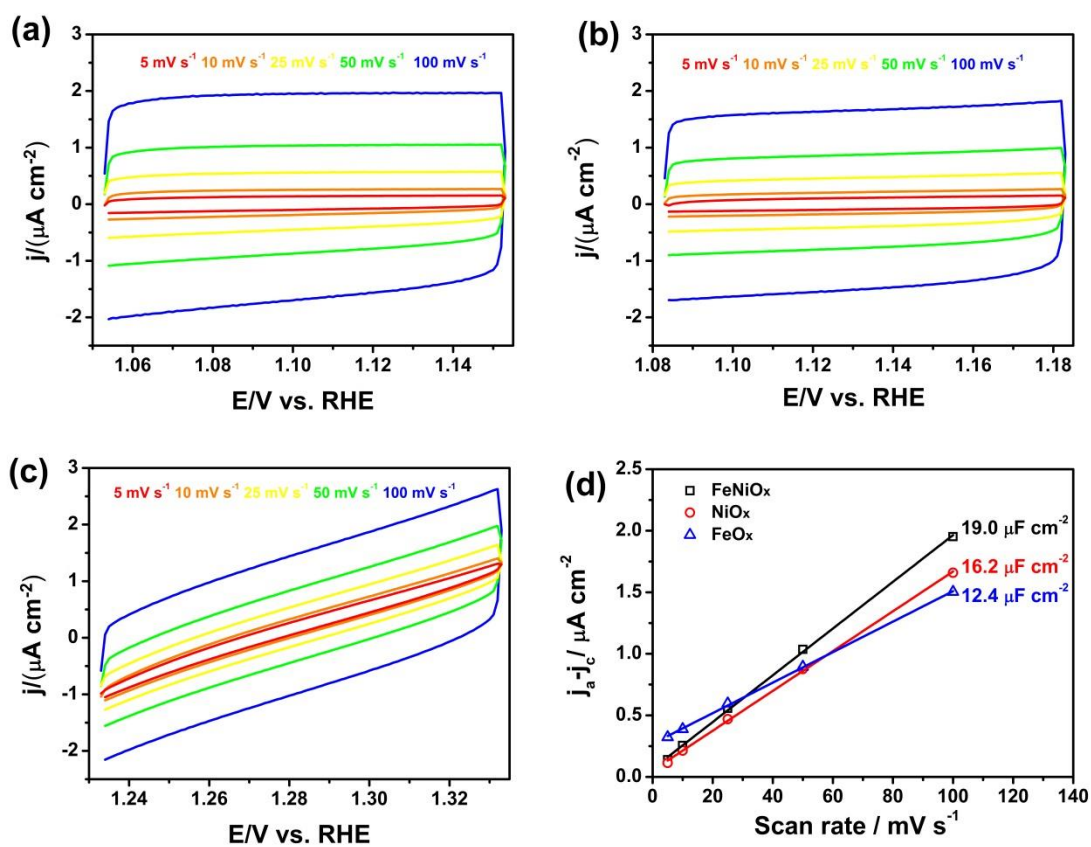 (a)
5 mV s⁻¹ 10 mV s⁻¹ 25 mV s⁻¹ 50 mV s⁻¹ 100 mV s⁻¹
3
2
1
0
-1
-2
j/(μA cm⁻²
1.06 1.08 1.10 1.12 1.14
E/V vs. RHE
(b)
5 mV s⁻¹ 10 mV s⁻¹ 25 mV s⁻¹ 50 mV s⁻¹ 100 mV s⁻¹
3
2
1
0
-1
-2
j/(μA cm⁻²
1.08 1.10 1.12 1.14 1.16 1.18
E/V vs. RHE
(c)
5 mV s⁻¹ 10 mV s⁻¹ 25 mV s⁻¹ 50 mV s⁻¹ 100 mV s⁻¹
3
2
1
0
-1
-2
j/(μA cm⁻²
1.24 1.26 1.28 1.30 1.32
E/V vs. RHE
(d)
FeNiOₓ
NiOₓ
FeOₓ
19.0 μF cm⁻²
16.2 μF cm⁻²
12.4 μF cm⁻²
2.5
2.0
1.5
1.0
0.5
0.0
jₐ-j_c/ μA cm⁻²
0 20 40 60 80 100 120 140
Scan rate / mV s⁻¹